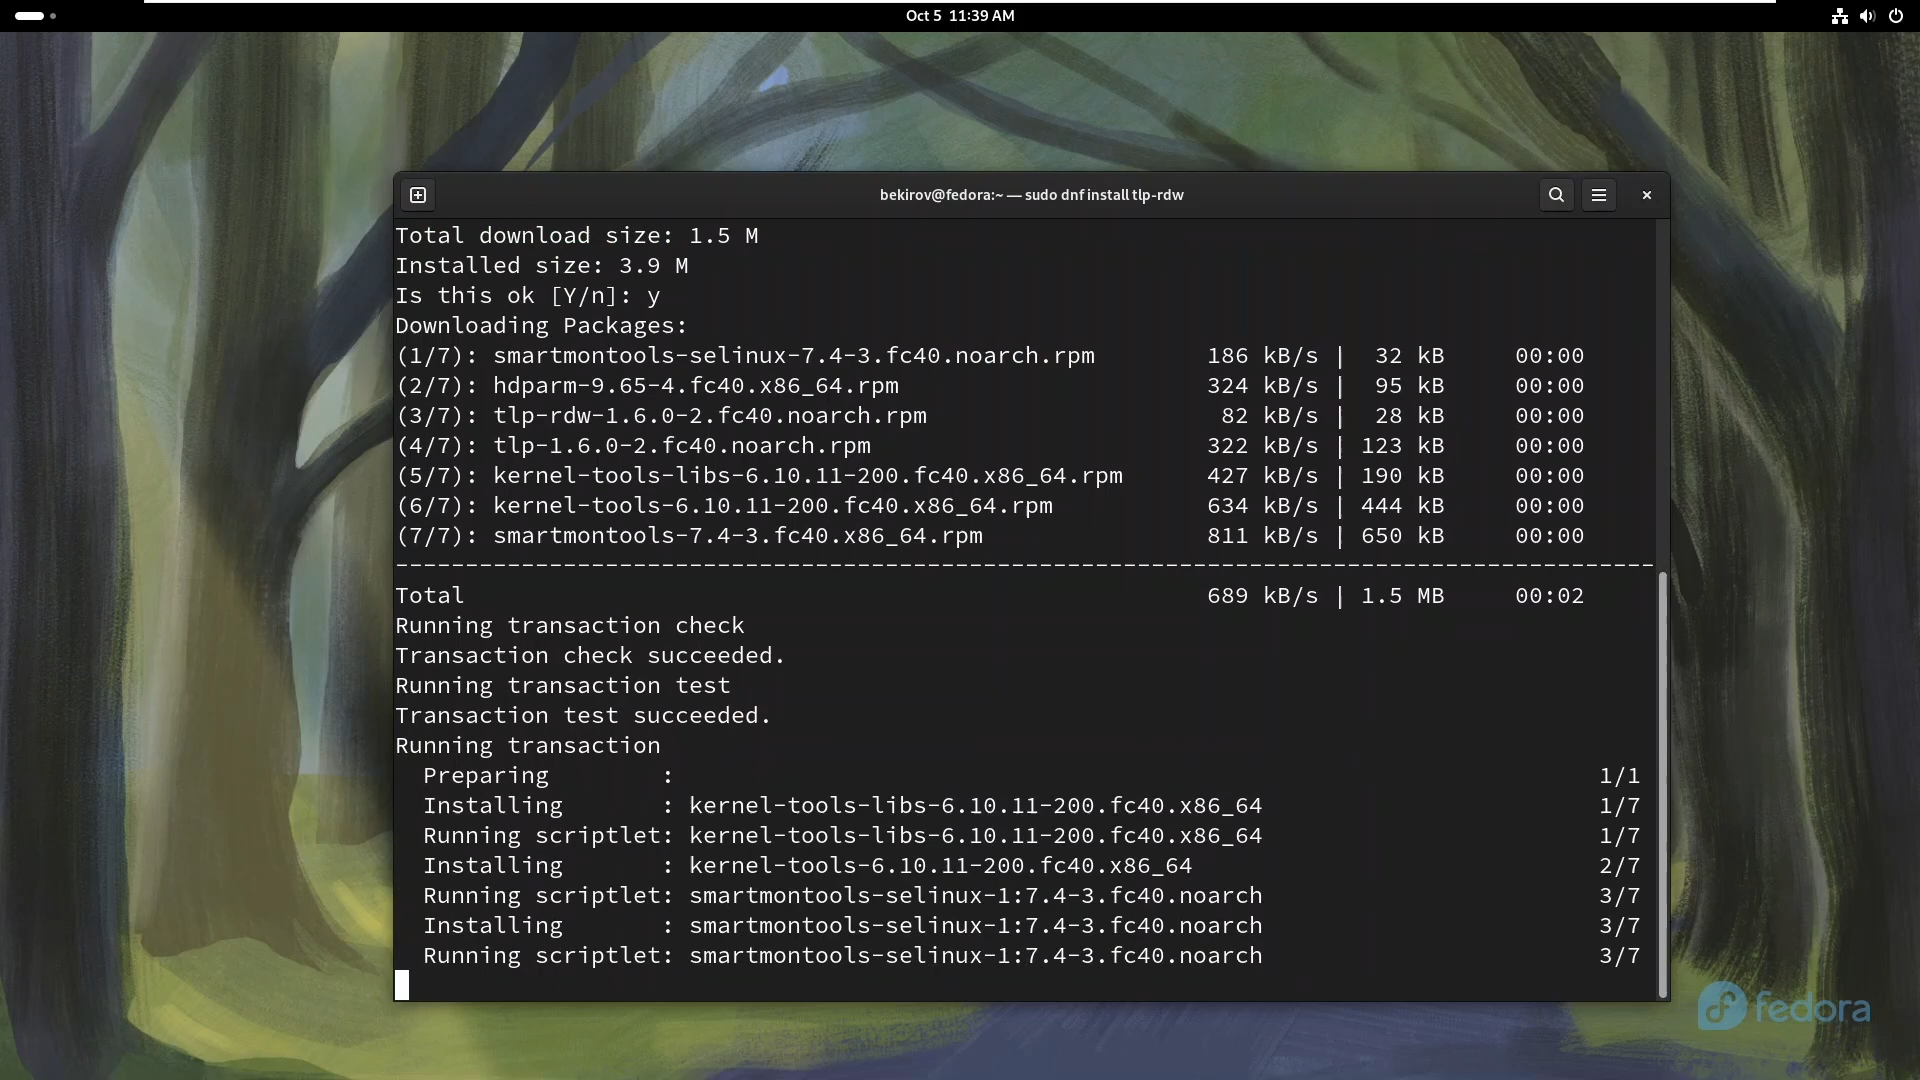 Oct 5 11:39 AM
bekirov@fedora:~ — sudo dnf install tlp-rdw
Total download size: 1.5 M
Installed size: 3.9 M
Is this ok [Y/n]: y
Downloading Packages:
(1/7): smartmontools-selinux-7.4-3.fc40.noarch.rpm 186 kB/s | 32 kB 00:00
(2/7): hdparm-9.65-4.fc40.x86_64.rpm 324 kB/s | 95 kB 00:00
(3/7): tlp-rdw-1.6.0-2.fc40.noarch.rpm 82 kB/s | 28 kB 00:00
(4/7): tlp-1.6.0-2.fc40.noarch.rpm 322 kB/s | 123 kB 00:00
(5/7): kernel-tools-libs-6.10.11-200.fc40.x86_64.rpm 427 kB/s | 190 kB 00:00
(6/7): kernel-tools-6.10.11-200.fc40.x86_64.rpm 634 kB/s | 444 kB 00:00
(7/7): smartmontools-7.4-3.fc40.x86_64.rpm 811 kB/s | 650 kB 00:00
------------------------------------------------------------------------------------------
Total 689 kB/s | 1.5 MB 00:02
Running transaction check
Transaction check succeeded.
Running transaction test
Transaction test succeeded.
Running transaction
Preparing : 1/1
Installing : kernel-tools-libs-6.10.11-200.fc40.x86_64 1/7
Running scriptlet: kernel-tools-libs-6.10.11-200.fc40.x86_64 1/7
Installing : kernel-tools-6.10.11-200.fc40.x86_64 2/7
Running scriptlet: smartmontools-selinux-1:7.4-3.fc40.noarch 3/7
Installing : smartmontools-selinux-1:7.4-3.fc40.noarch 3/7
Running scriptlet: smartmontools-selinux-1:7.4-3.fc40.noarch 3/7
fedora